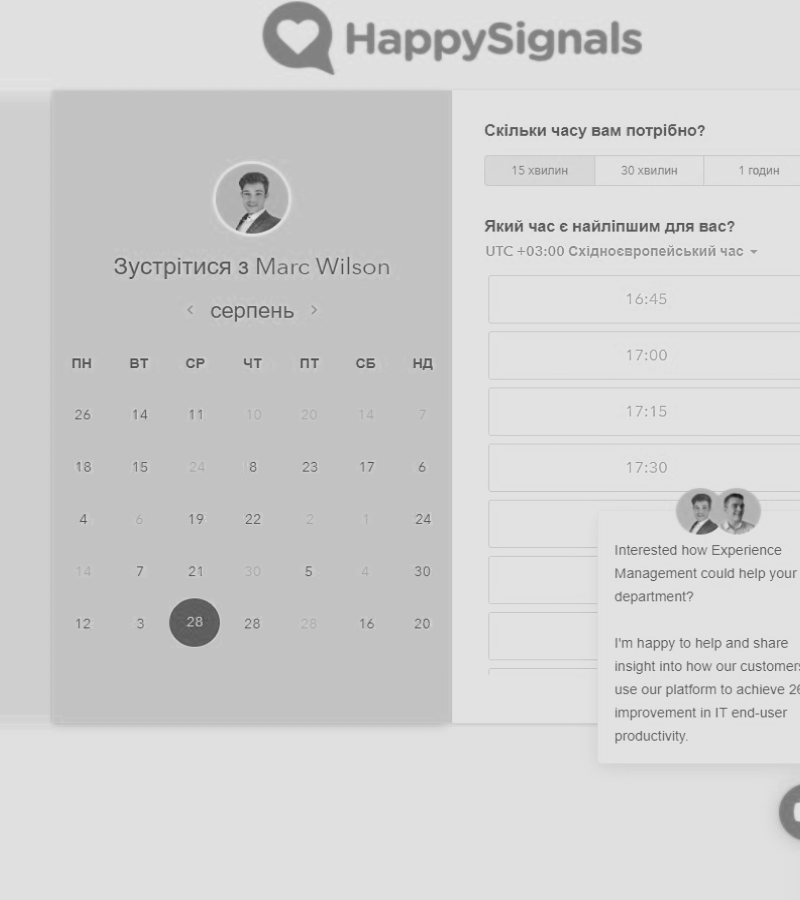 HappySignals
Зустрітися з Marc Wilson
серпень
ПН ВТ СР ЧТ ПТ СБ НД
26 14 11 10 20 14 7
18 15 24 8 23 17 6
4 6 19 22 2 1 24
14 7 21 30 5 4 30
12 3 28 28 28 16 20
Скільки часу вам потрібно?
15 хвилин 30 хвилин 1 годин
Який час є найліпшим для вас?
UTC +03:00 Східноєвропейський час
16:45
17:00
17:15
17:30
Interested how Experience
Management could help your
department?
I'm happy to help and share
insight into how our customers
use our platform to achieve 26
improvement in IT end-user
productivity.